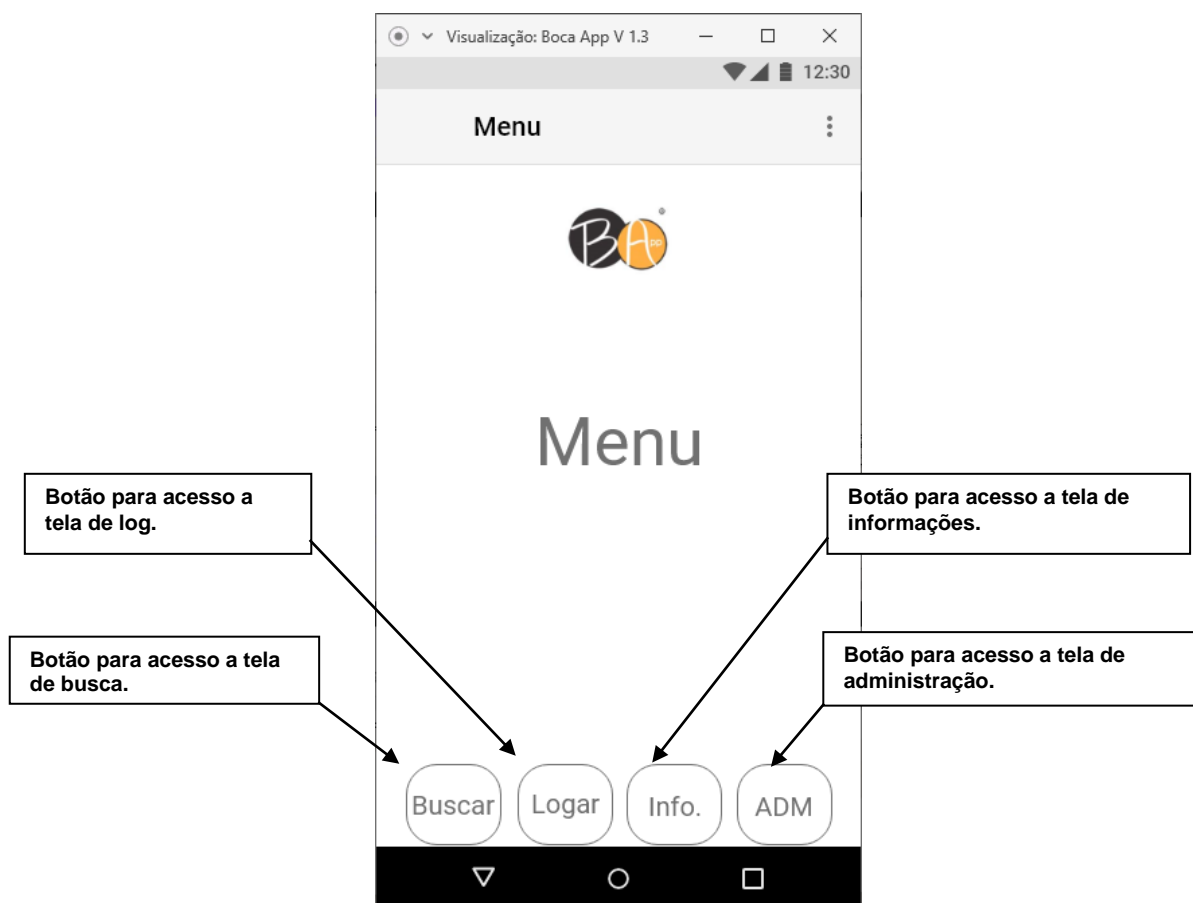 Visualização: Boca App V 1.3
12:30
Menu
BApp
Menu
Botão para acesso a
tela de log.
Botão para acesso a tela de
informações.
Botão para acesso a tela
de busca.
Botão para acesso a tela de
administração.
Buscar
Logar
Info.
ADM